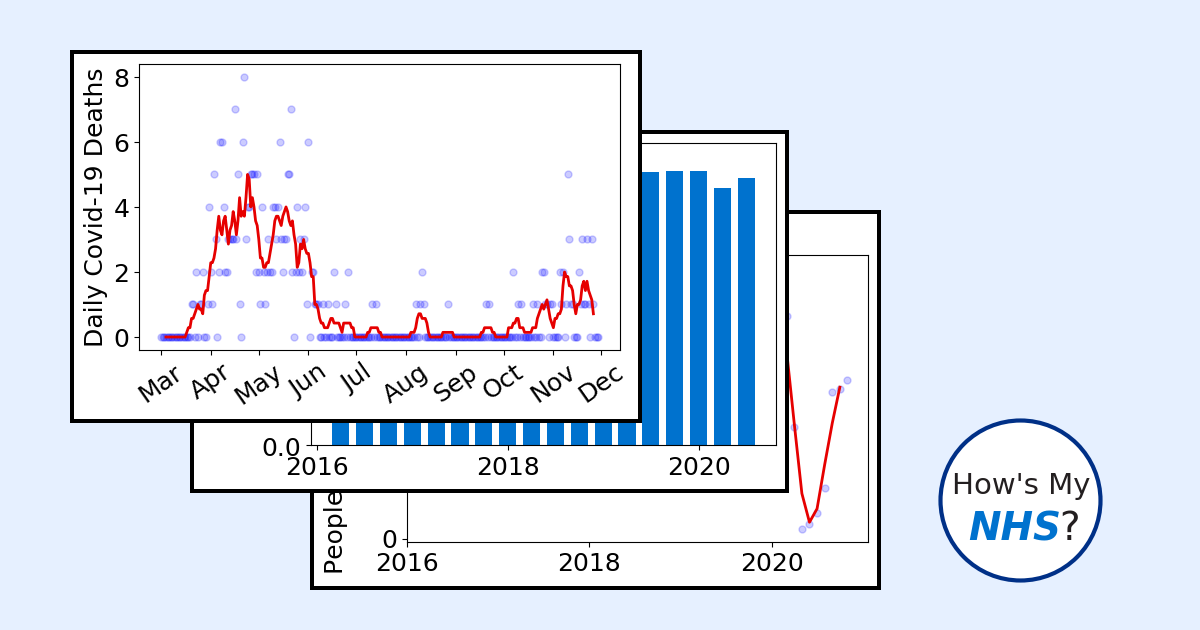 Daily Covid-19 Deaths
8
6
4
2
0
Mar Apr May Jun Jul Aug Sep Oct Nov Dec
0.0
2016 2018 2020
People
0
2016 2018 2020
How's My
NHS?